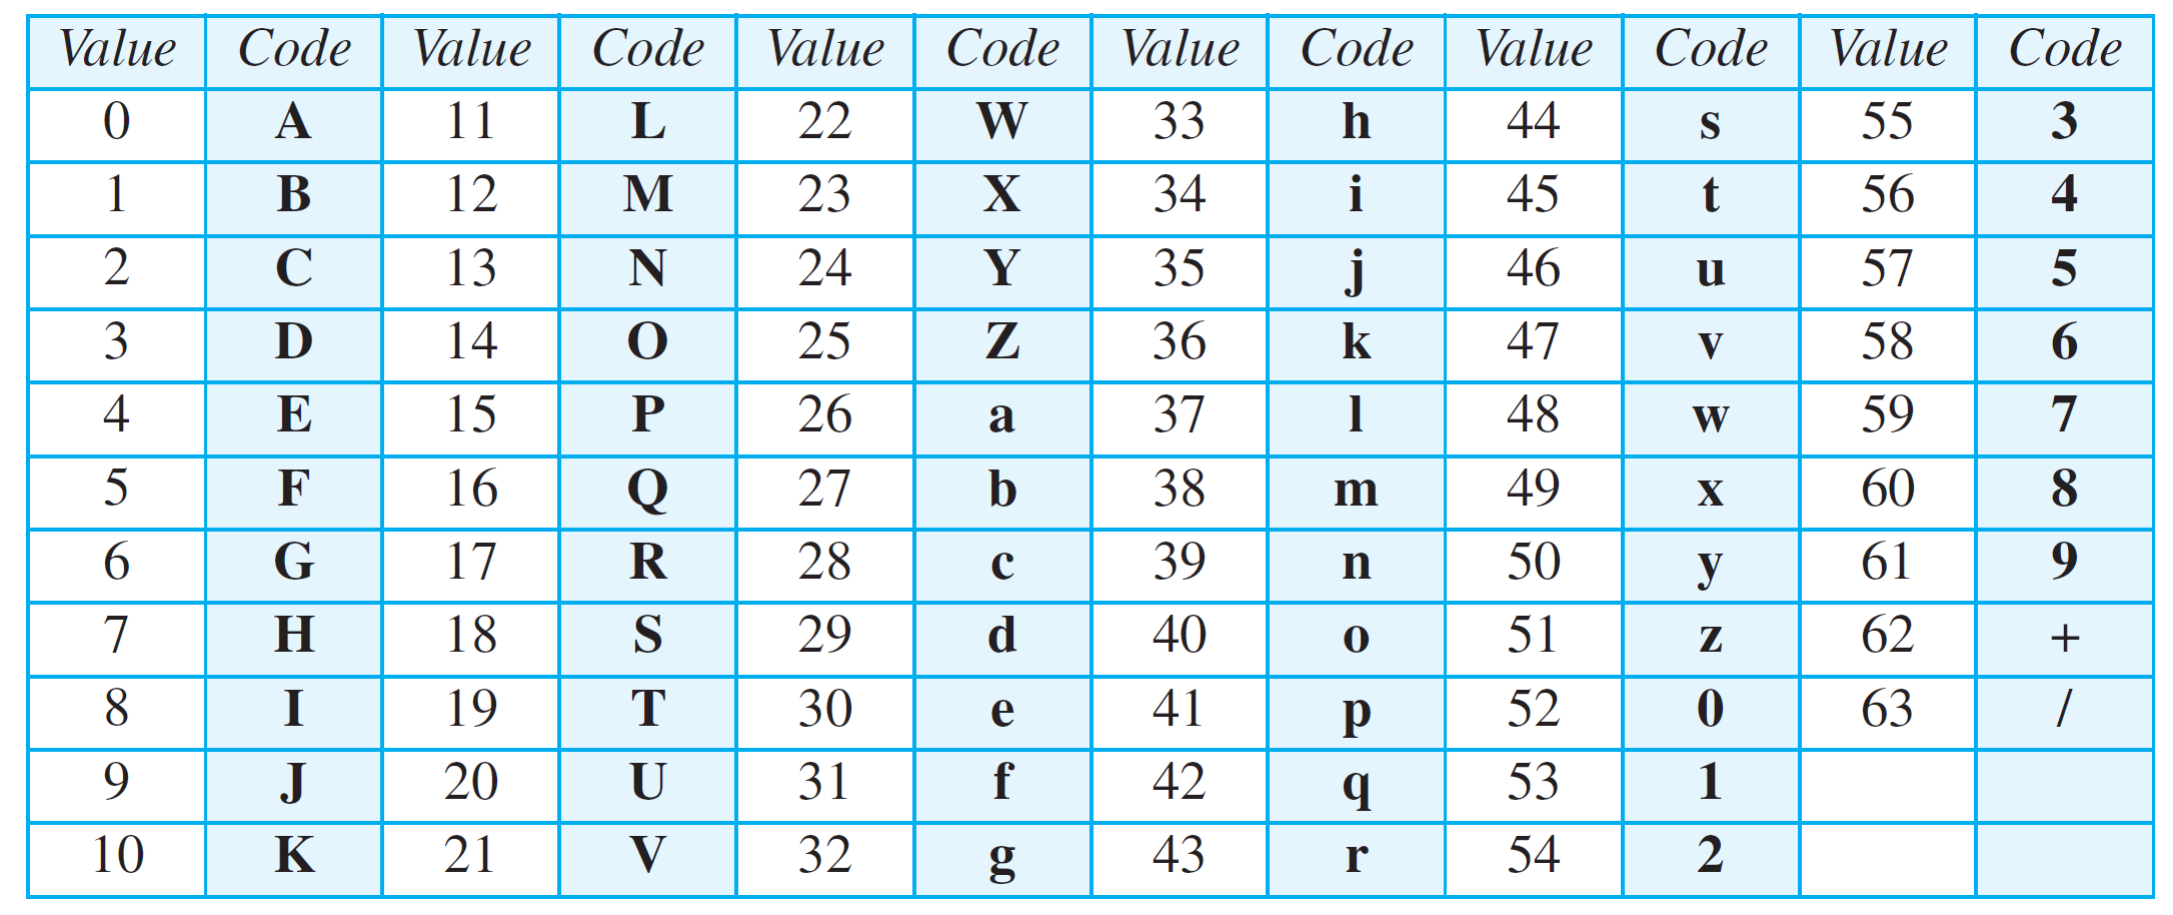 Value Code Value Code Value Code Value Code Value Code Value Code
0 A 11 L 22 W 33 h 44 s 55 3
1 B 12 M 23 X 34 i 45 t 56 4
2 C 13 N 24 Y 35 j 46 u 57 5
3 D 14 O 25 Z 36 k 47 v 58 6
4 E 15 P 26 a 37 l 48 w 59 7
5 F 16 Q 27 b 38 m 49 x 60 8
6 G 17 R 28 c 39 n 50 y 61 9
7 H 18 S 29 d 40 o 51 z 62 +
8 I 19 T 30 e 41 p 52 0 63 /
9 J 20 U 31 f 42 q 53 1
10 K 21 V 32 g 43 r 54 2